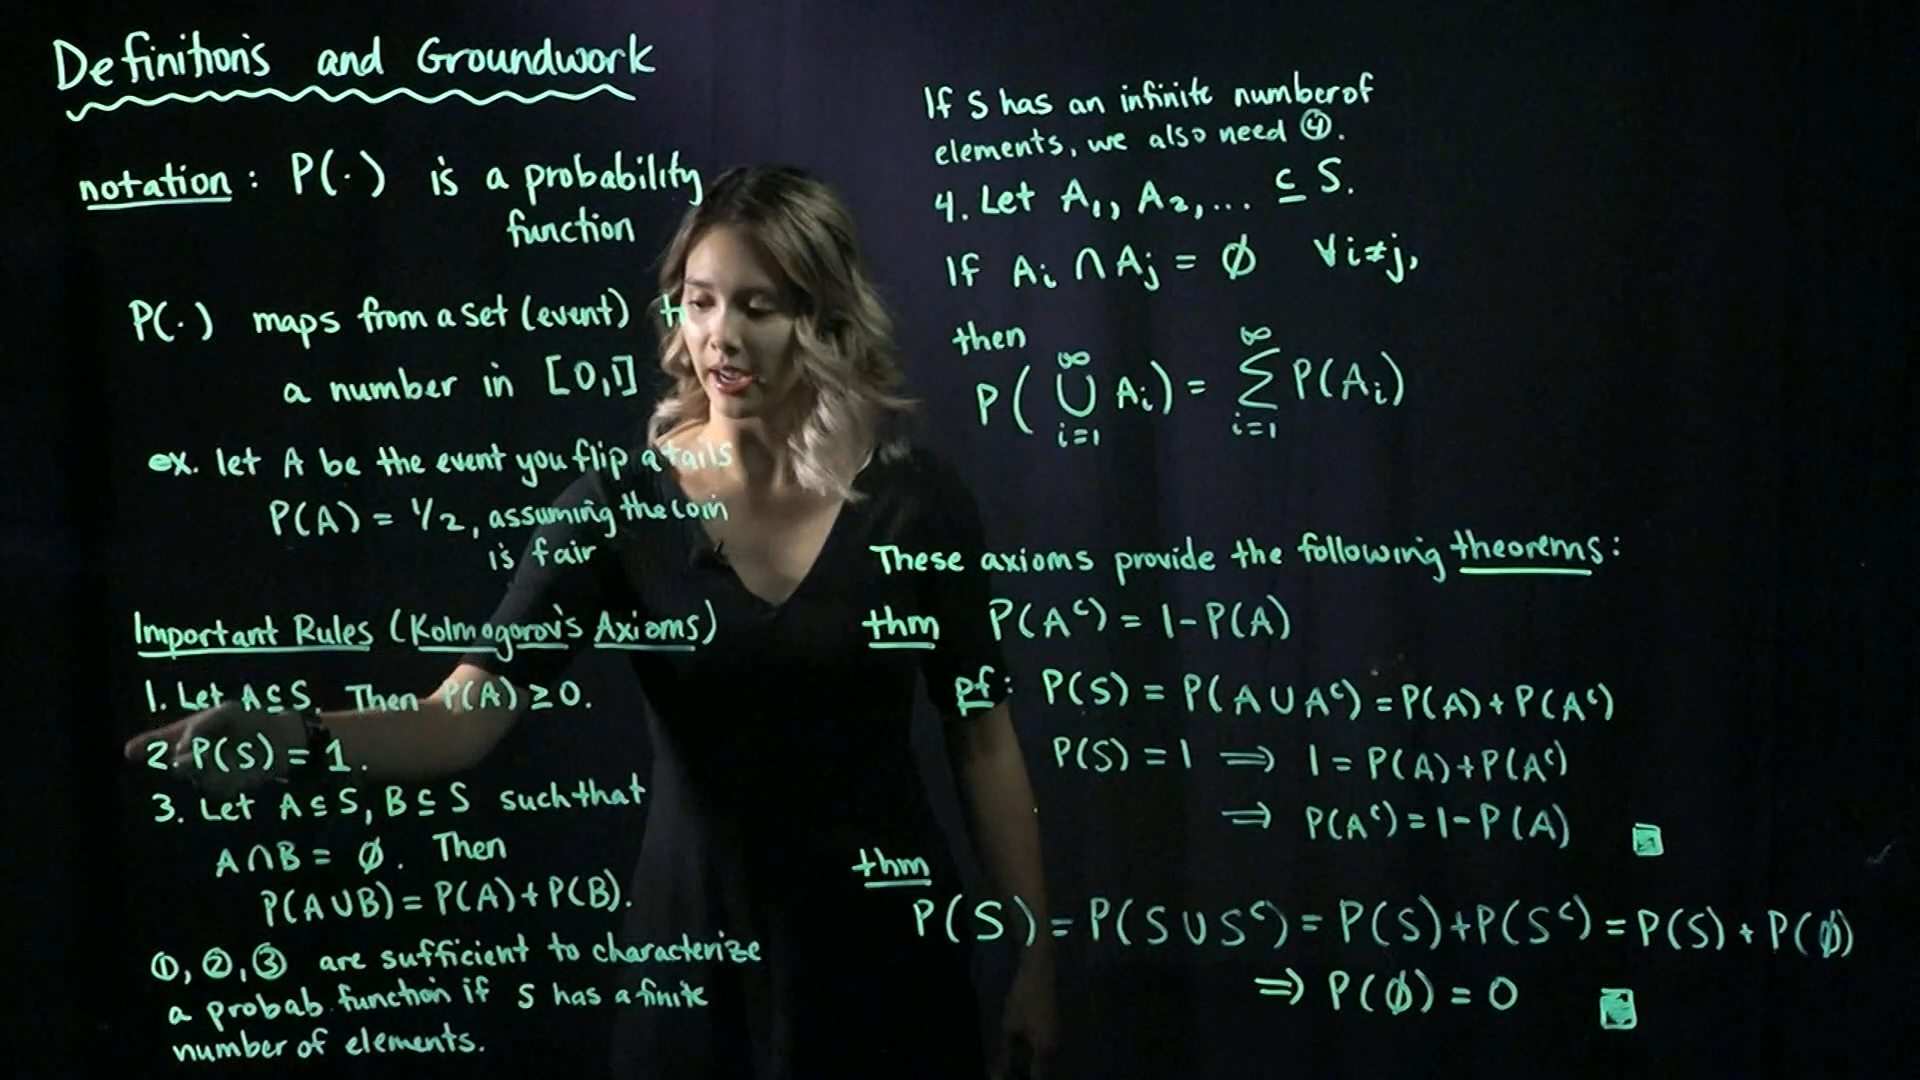 Definitions and Groundwork
notation: P(·) is a probability
function
P(·) maps from a set (event) to
a number in [0,1]
ex. let A be the event you flip a tails
P(A) = 1/2, assuming the coin
is fair
Important Rules (Kolmogorov's Axioms)
1. Let A⊆S. Then P(A) ≥ 0.
2. P(S) = 1.
3. Let A⊆S, B⊆S such that
A∩B = ∅. Then
P(A∪B) = P(A) + P(B).
①, ②, ③ are sufficient to characterize
a probab. function if S has a finite
number of elements.
If S has an infinite number of
elements, we also need ④.
4. Let A₁, A₂, ... ⊆ S.
If Aᵢ ∩ Aⱼ = ∅ ∀i≠j,
then
P(⋃_{i=1}^{∞} Aᵢ) = ∑_{i=1}^{∞} P(Aᵢ)
These axioms provide the following theorems:
thm P(Aᶜ) = 1-P(A)
pf: P(S) = P(A∪Aᶜ) = P(A)+P(Aᶜ)
P(S) = 1 ⟹ 1 = P(A)+P(Aᶜ)
⟹ P(Aᶜ) = 1-P(A)
thm
P(S) = P(S∪Sᶜ) = P(S)+P(Sᶜ) = P(S) + P(∅)
⟹ P(∅) = 0